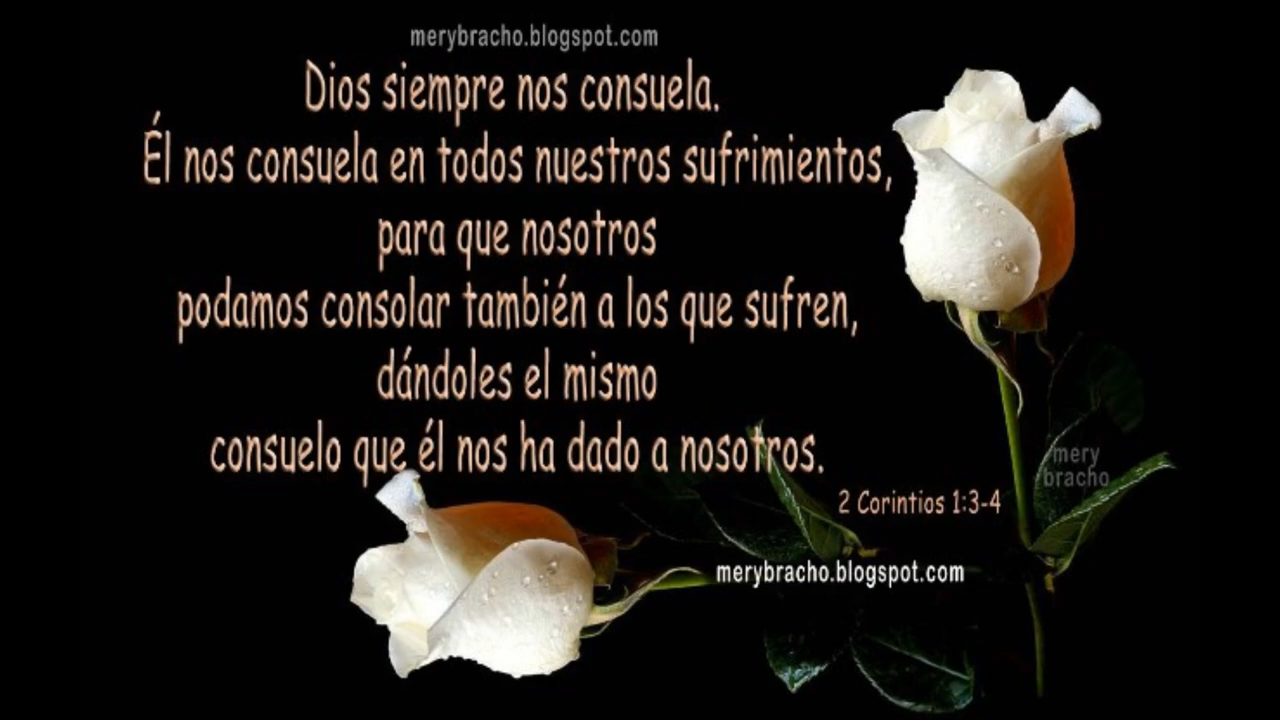 merybracho.blogspot.com
Dios siempre nos consuela.
Él nos consuela en todos nuestros sufrimientos,
para que nosotros
podamos consolar también a los que sufren,
dándoles el mismo
consuelo que él nos ha dado a nosotros.
2 Corintios 1:3-4
mery
bracho
merybracho.blogspot.com